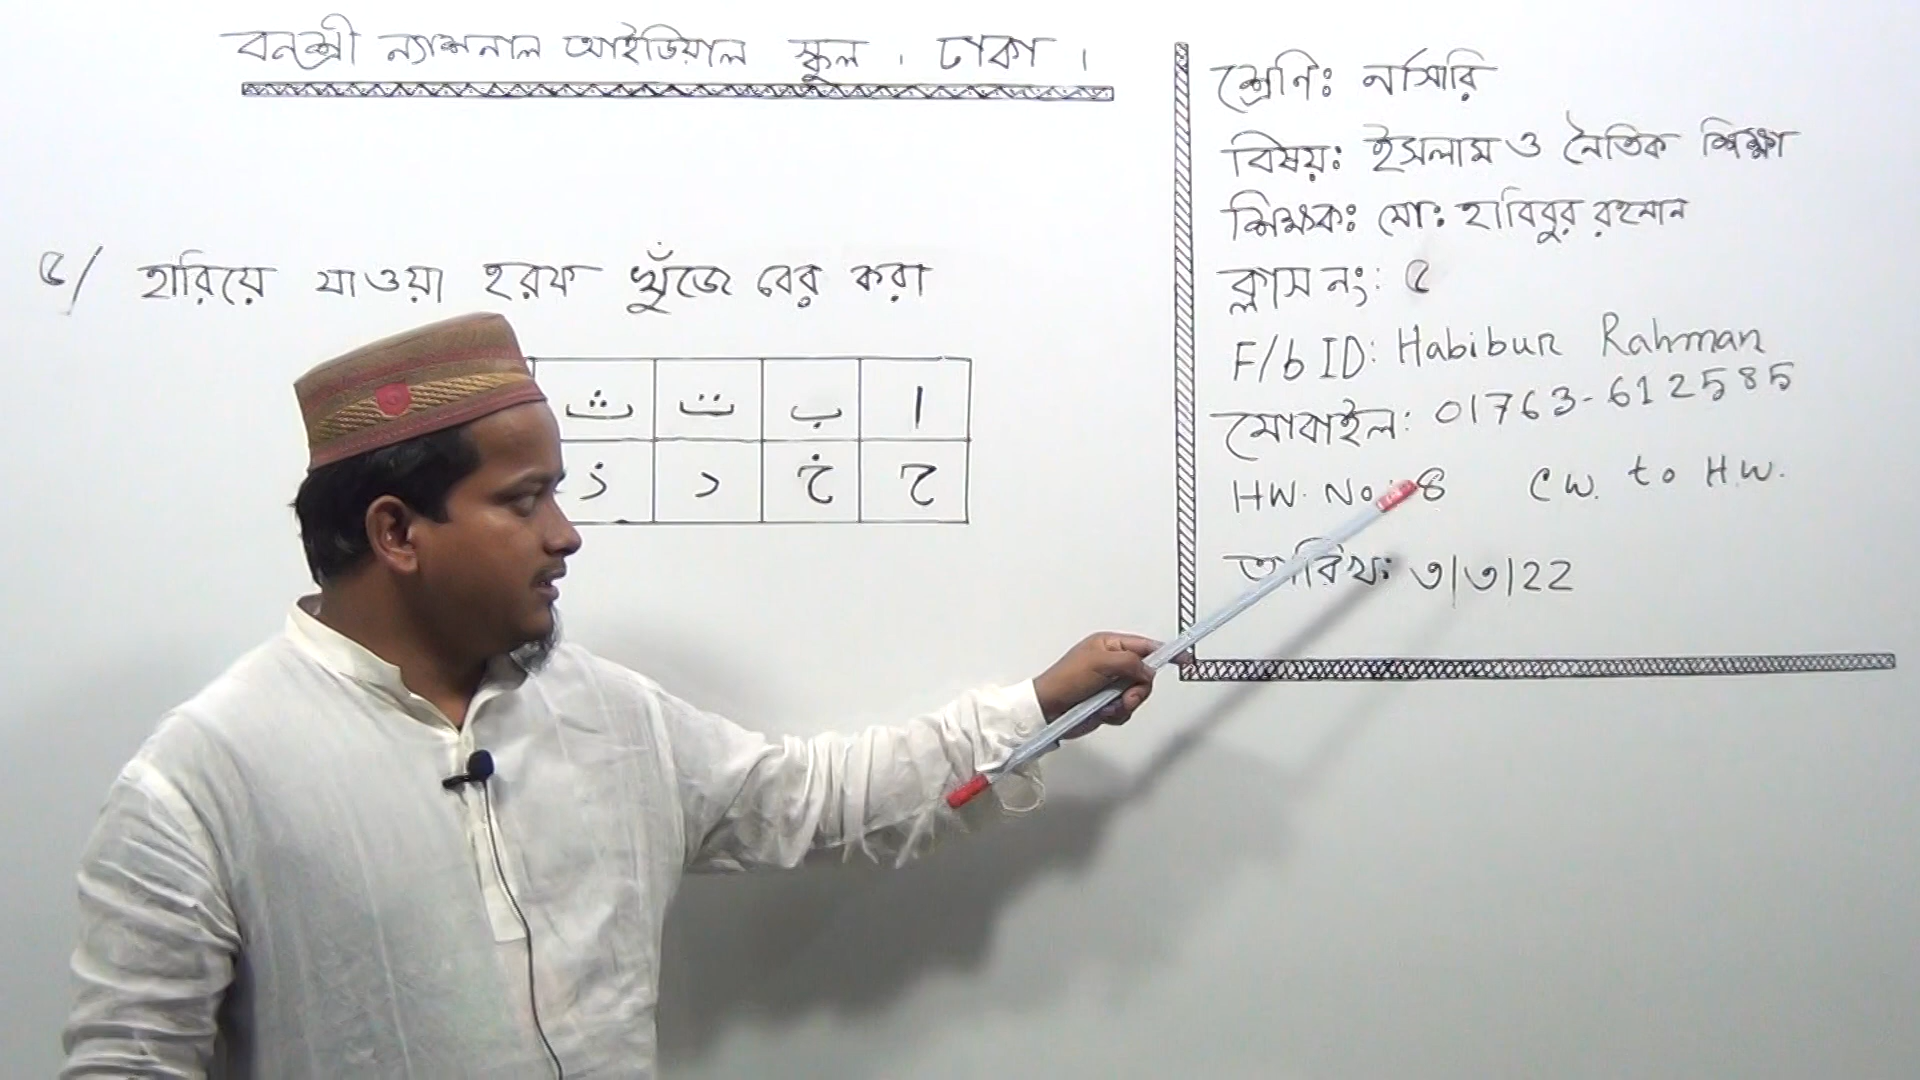 বনশ্রী ন্যাশনাল আইডিয়াল স্কুল । ঢাকা ।
৫/ হারিয়ে যাওয়া হরফ খুঁজে বের করা
ث ت ب ا
ذ د خ ح
শ্রেণি: নার্সারি
বিষয়: ইসলাম ও নৈতিক শিক্ষা
শিক্ষক: মো: হাবিবুর রহমান
ক্লাস নং: ৫
F/b ID: Habibur Rahman
মোবাইল: 01763-612585
HW. No: 8 CW. to H.W.
তারিখ: ৩/৩/22